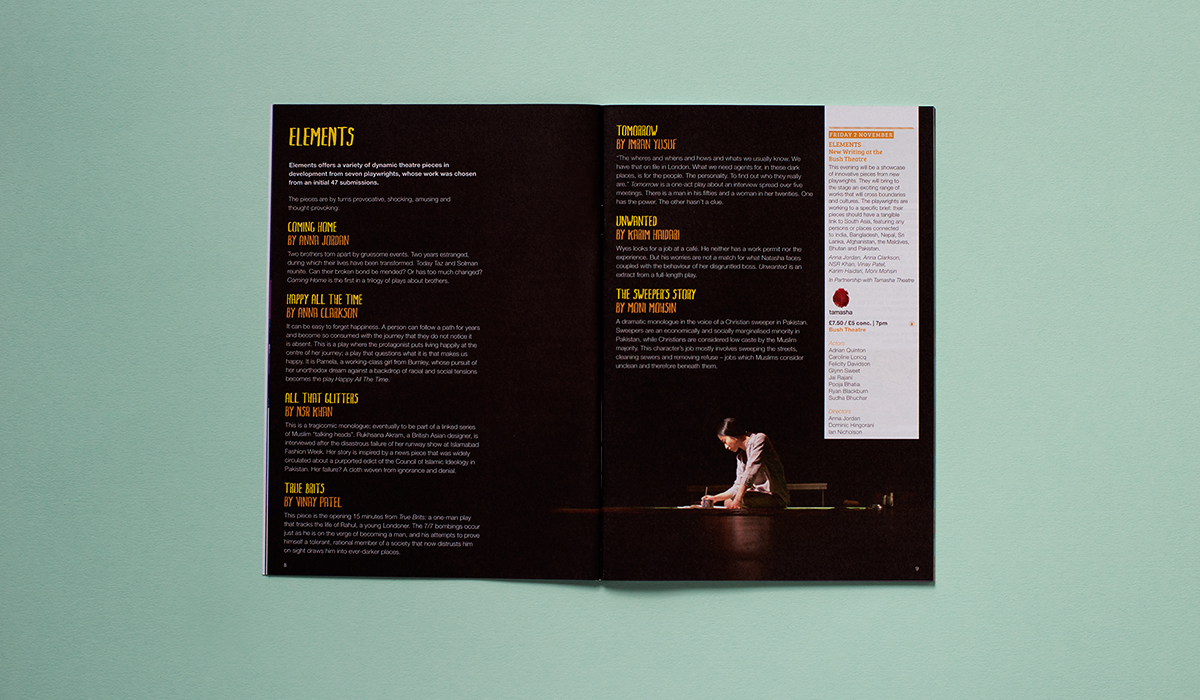 ELEMENTS
Elements offers a variety of dynamic theatre pieces in
development from seven playwrights, whose work was chosen
from an initial 47 submissions.
The pieces are by turns provocative, shocking, amusing and
thought-provoking:
COMING HOME
BY ANNA JORDAN
Two brothers torn apart by gruesome events. Two years estranged,
during which their lives have been transformed. Today Taz and Solman
reunite. Can their broken bond be mended? Or has too much changed?
Coming Home is the first in a trilogy of plays about brothers.
HAPPY ALL THE TIME
BY ANNA CLARKSON
It can be easy to forget happiness. A person can follow a path for years
and become so consumed with the journey that they do not notice it
is absent. This is a play where the protagonist puts living happily at the
centre of her journey; a play that questions what it is that makes us
happy. It is Pamela, a working-class girl from Burnley, whose pursuit of
her unorthodox dream against a backdrop of racial and social tensions
becomes the play Happy All The Time.
ALL THAT GLITTERS
BY NSR KHAN
This is a tragicomic monologue; eventually to be part of a linked series
of Muslim "talking heads". Rukhsana Akram, a British Asian designer, is
interviewed after the disastrous failure of her runway show at Islamabad
Fashion Week. Her story is inspired by a news piece that was widely
circulated about a purported edict of the Council of Islamic Ideology in
Pakistan. Her failure? A cloth woven from ignorance and denial.
TRUE BRITS
BY VINAY PATEL
This piece is the opening 15 minutes from True Brits: a one-man play
that tracks the life of Rahul, a young Londoner. The 7/7 bombings occur
just as he is on the verge of becoming a man, and his attempts to prove
himself a tolerant, rational member of a society that now distrusts him
on sight draws him into ever-darker places.
8
TOMORROW
BY IMRAN YUSUF
"The wheres and whens and hows and whats we usually know. We
have that on file in London. What we need agents for, in these dark
places, is for the people. The personality. To find out who they really
are." Tomorrow is a one-act play about an interview spread over five
meetings. There is a man in his fifties and a woman in her twenties. One
has the power. The other hasn't a clue.
UNWANTED
BY KARIM HAIDARI
Wyes looks for a job at a café. He neither has a work permit nor the
experience. But his worries are not a match for what Natasha faces
coupled with the behaviour of her disgruntled boss. Unwanted is an
extract from a full-length play.
THE SWEEPER'S STORY
BY MONI MOHSIN
A dramatic monologue in the voice of a Christian sweeper in Pakistan.
Sweepers are an economically and socially marginalised minority in
Pakistan, while Christians are considered low caste by the Muslim
majority. This character's job mostly involves sweeping the streets,
cleaning sewers and removing refuse – jobs which Muslims consider
unclean and therefore beneath them.
FRIDAY 2 NOVEMBER
ELEMENTS
New Writing at the
Bush Theatre
This evening will be a showcase
of innovative pieces from new
playwrights. They will bring to
the stage an exciting range of
works that will cross boundaries
and cultures. The playwrights are
working to a specific brief: their
pieces should have a tangible
link to South Asia, featuring any
persons or places connected
to India, Bangladesh, Nepal, Sri
Lanka, Afghanistan, the Maldives,
Bhutan and Pakistan.
Anna Jordan, Anna Clarkson,
NSR Khan, Vinay Patel,
Karim Haidari, Moni Mohsin
In Partnership with Tamasha Theatre
tamasha
£7.50 / £5 conc. | 7pm
Bush Theatre
Actors
Adrian Quinton
Caroline Loncq
Felicity Davidson
Glynn Sweet
Jai Rajani
Pooja Bhatia
Ryan Blackburn
Sudha Bhuchar
Directors
Anna Jordan
Dominic Hingorani
Ian Nicholson
9